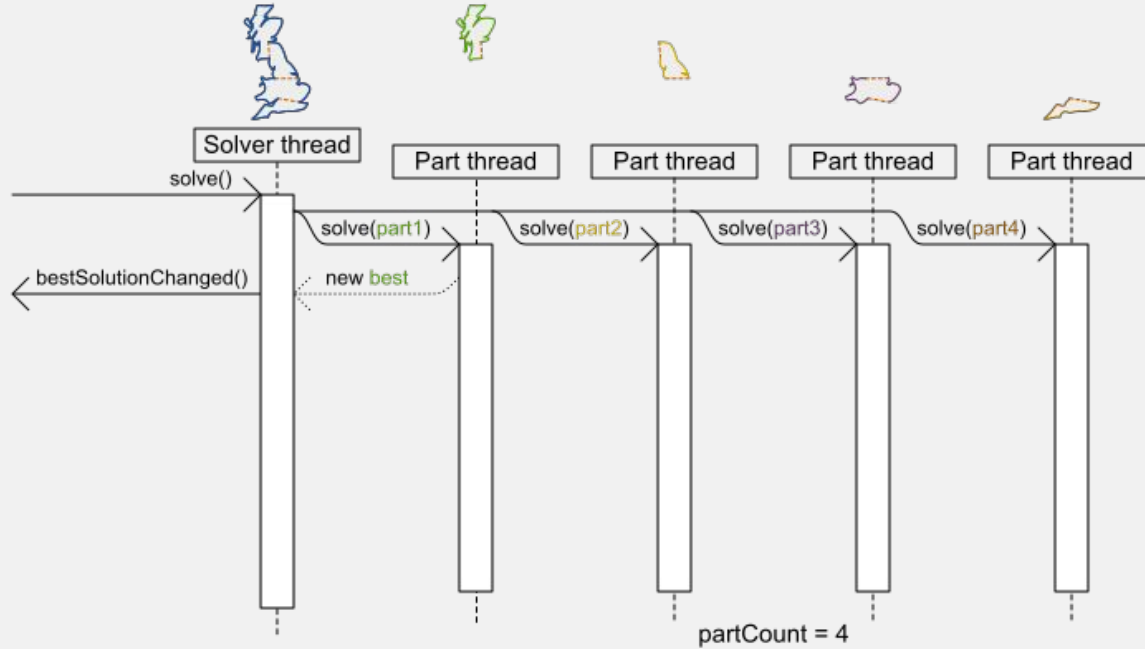 Solver thread
Part thread
Part thread
Part thread
Part thread
solve()
solve(part1)
solve(part2)
solve(part3)
solve(part4)
bestSolutionChanged()
new best
partCount = 4